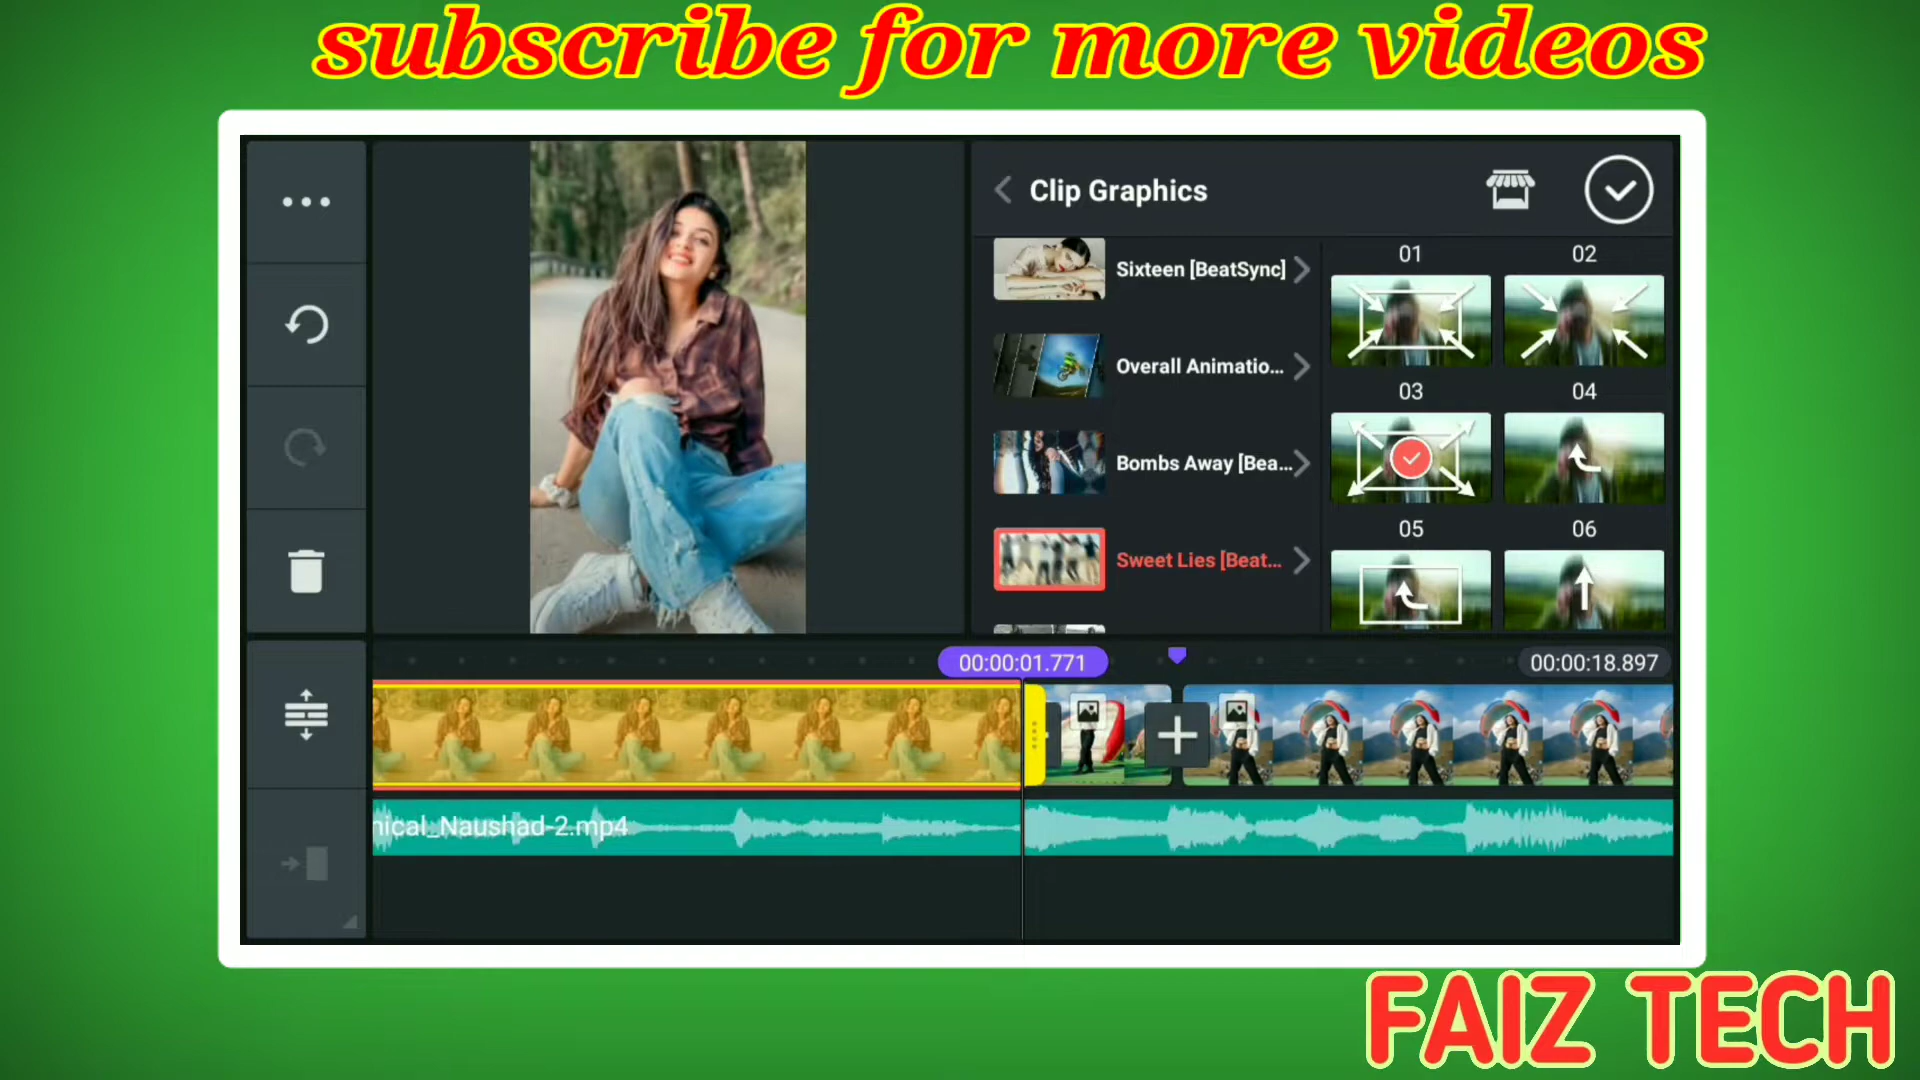 subscribe for more videos
Clip Graphics
Sixteen [BeatSync]
Overall Animatio...
Bombs Away [Bea...
Sweet Lies [Beat...
01
02
03
04
05
06
00:00:01.771
00:00:18.897
nical_Naushad-2.mp4
FAIZ TECH